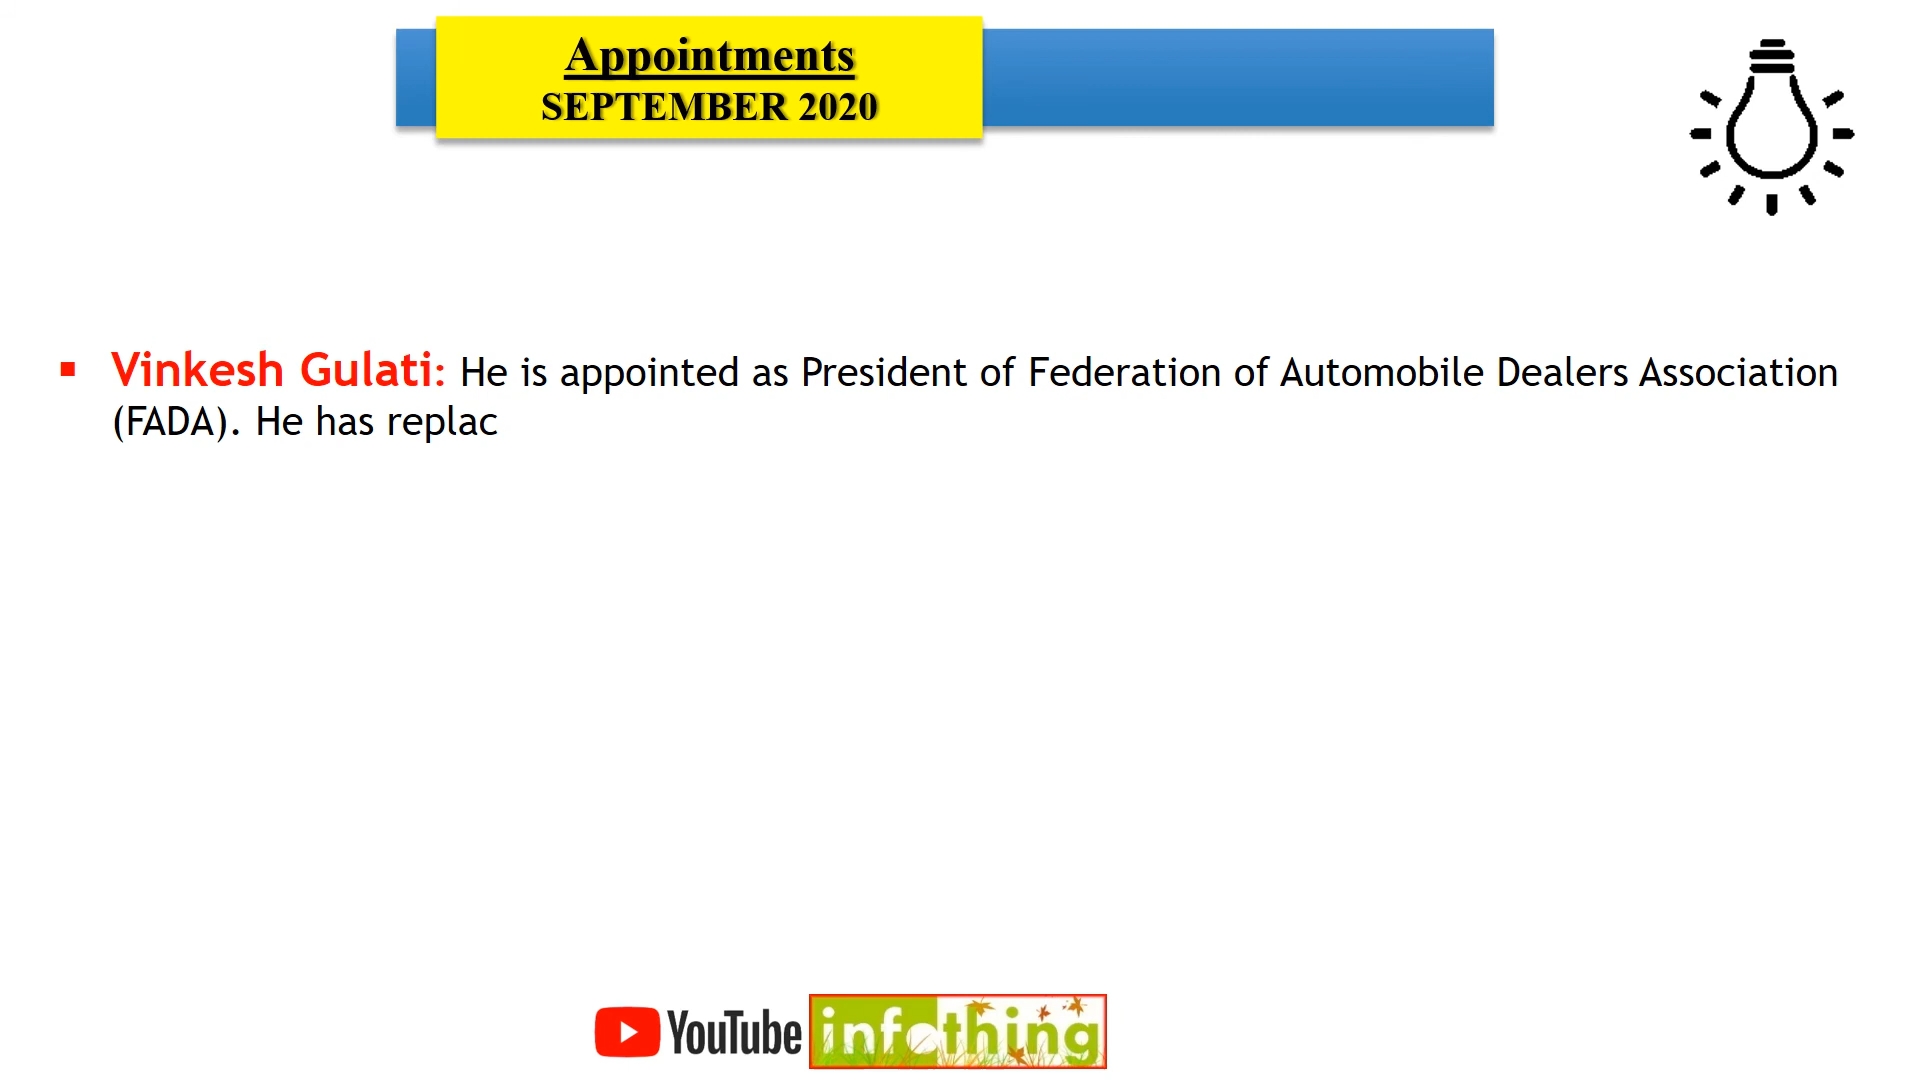 Appointments
SEPTEMBER 2020
Vinkesh Gulati: He is appointed as President of Federation of Automobile Dealers Association
(FADA). He has replac
YouTube infothing